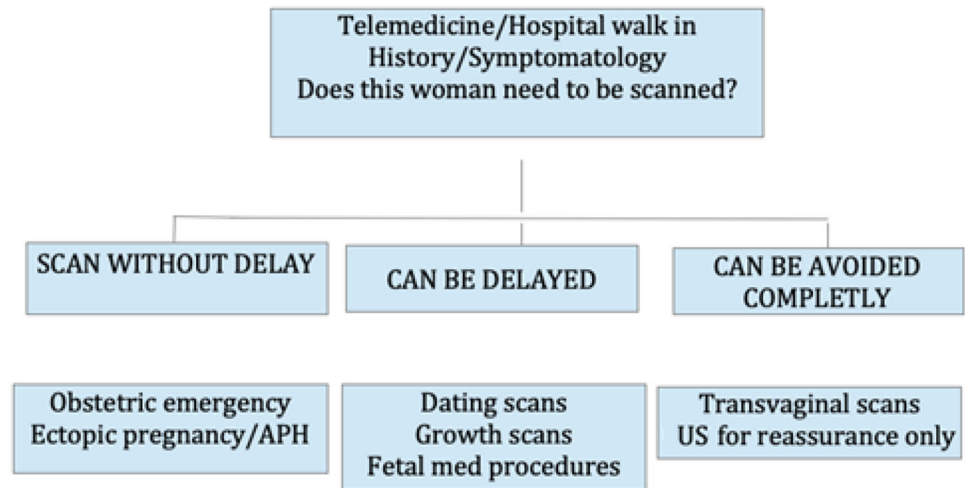 Telemedicine/Hospital walk in
History/Symptomatology
Does this woman need to be scanned?
SCAN WITHOUT DELAY
CAN BE DELAYED
CAN BE AVOIDED
COMPLETLY
Obstetric emergency
Ectopic pregnancy/APH
Dating scans
Growth scans
Fetal med procedures
Transvaginal scans
US for reassurance only